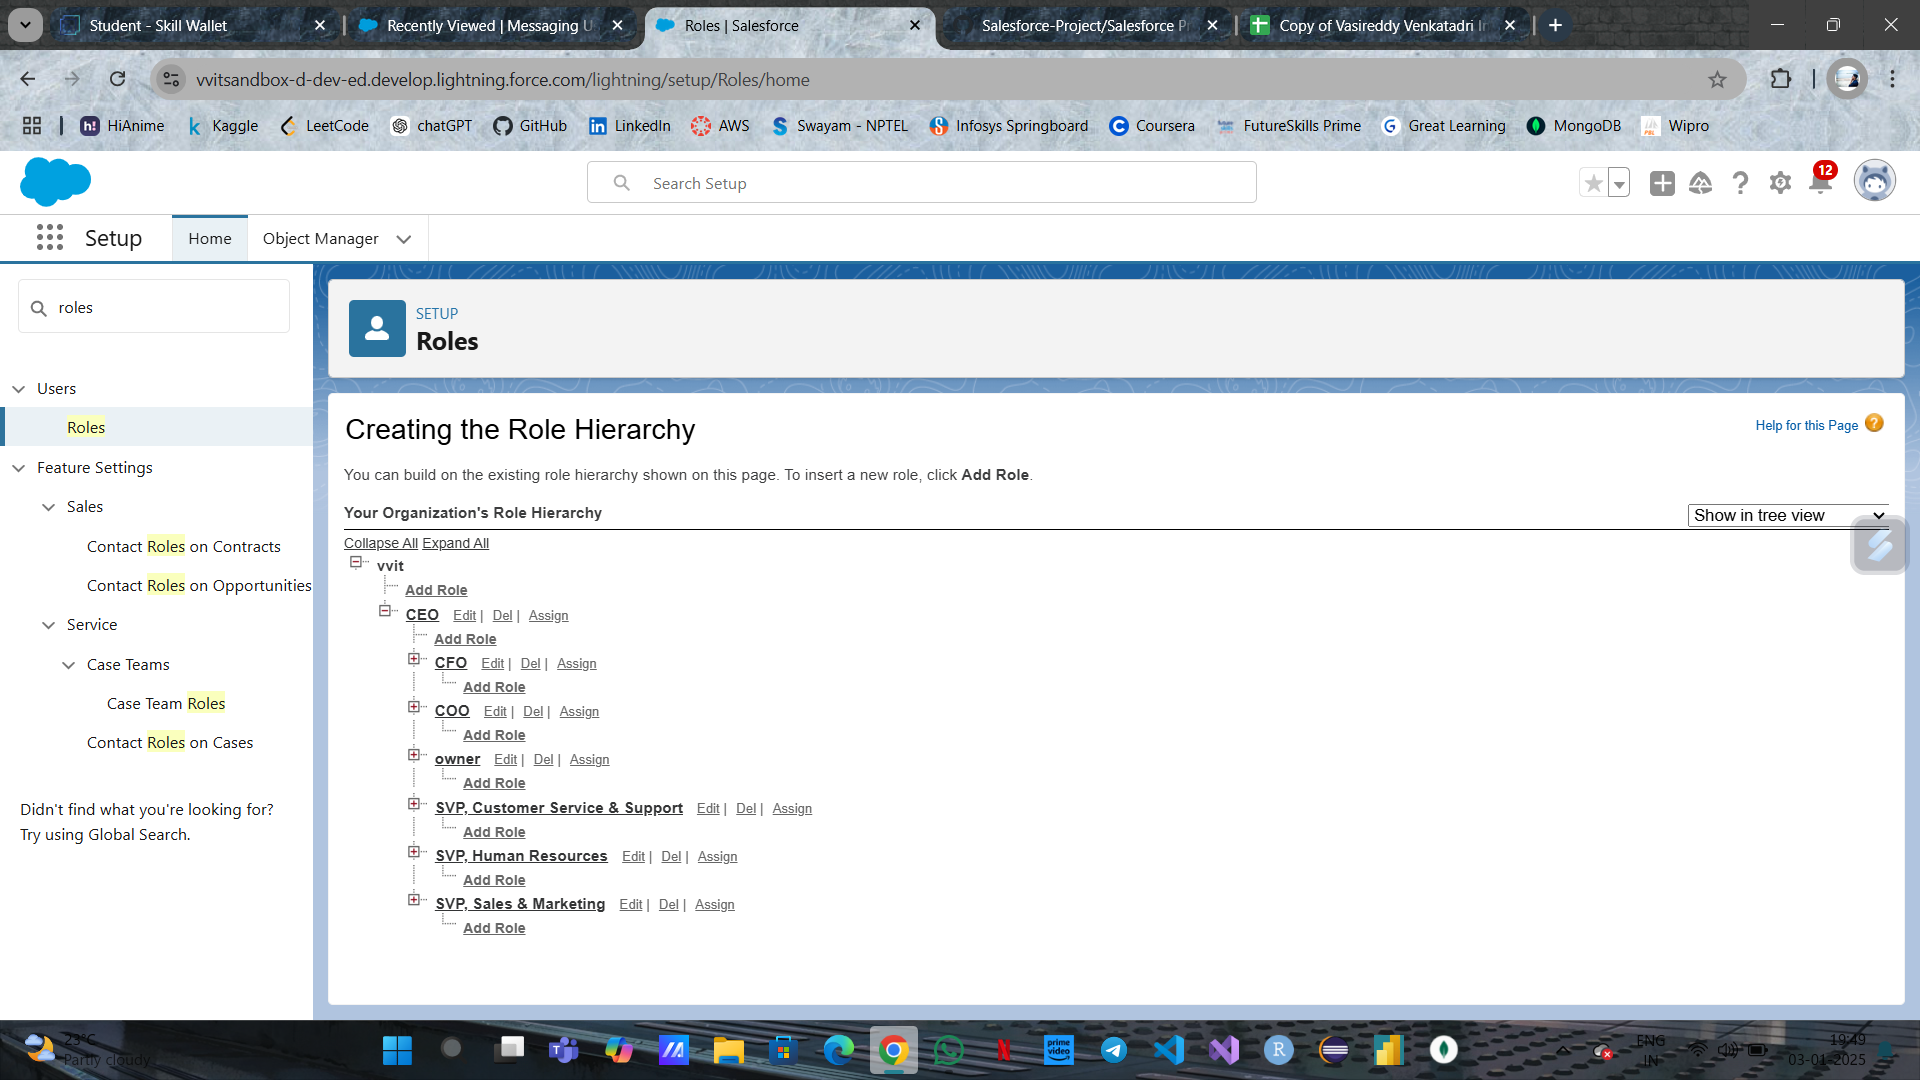 Student - Skill Wallet
Recently Viewed | Messaging U
Roles | Salesforce
Salesforce-Project/Salesforce Pr
Copy of Vasireddy Venkatadri In
vvitsandbox-d-dev-ed.develop.lightning.force.com/lightning/setup/Roles/home
HiAnime
Kaggle
LeetCode
chatGPT
GitHub
LinkedIn
AWS
Swayam - NPTEL
Infosys Springboard
Coursera
FutureSkills Prime
Great Learning
MongoDB
Wipro
Search Setup
12
Setup
Home
Object Manager
roles
Users
Roles
Feature Settings
Sales
Contact Roles on Contracts
Contact Roles on Opportunities
Service
Case Teams
Case Team Roles
Contact Roles on Cases
Didn't find what you're looking for?
Try using Global Search.
SETUP
Roles
Creating the Role Hierarchy
Help for this Page
You can build on the existing role hierarchy shown on this page. To insert a new role, click Add Role.
Your Organization's Role Hierarchy
Show in tree view
Collapse All Expand All
vvit
Add Role
CEO Edit | Del | Assign
Add Role
CFO Edit | Del | Assign
Add Role
COO Edit | Del | Assign
Add Role
owner Edit | Del | Assign
Add Role
SVP, Customer Service & Support Edit | Del | Assign
Add Role
SVP, Human Resources Edit | Del | Assign
Add Role
SVP, Sales & Marketing Edit | Del | Assign
Add Role
23°C
Partly cloudy
prime
video
ENG
IN
19:49
03-01-2025